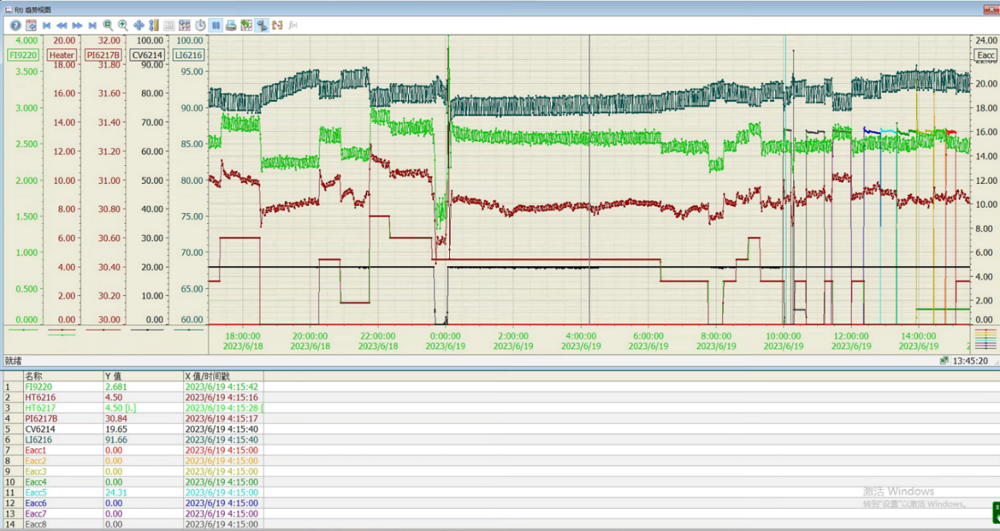 f(t) 趋势视图
4.000 20.00 32.00 100.00 100.00 24.00
FI9220 Heater PI6217B CV6214 LI6216 Eacc
18.00 31.80 90.00
3.500 95.00
16.00 31.60 80.00 20.00
3.000 90.00 18.00
14.00 31.40 70.00
16.00
2.500 12.00 31.20 60.00 85.00
14.00
2.000 10.00 31.00 50.00 80.00 12.00
1.500 8.00 30.80 40.00 75.00 10.00
6.00 30.60 30.00 8.00
1.000 70.00 6.00
4.00 30.40 20.00 4.00
0.500 2.00 30.20 10.00 65.00 2.00
0.000 0.00 30.00 0.00 60.00 0.00
18:00:00 20:00:00 22:00:00 0:00:00 2:00:00 4:00:00 6:00:00 8:00:00 10:00:00 12:00:00 14:00:00
2023/6/18 2023/6/18 2023/6/18 2023/6/19 2023/6/19 2023/6/19 2023/6/19 2023/6/19 2023/6/19 2023/6/19 2023/6/19
就绪 13:45:20
名称 Y 值 X 值/时间戳
1 FI9220 2.681 2023/6/19 4:15:42
2 HT6216 4.50 2023/6/19 4:15:16
3 HT6217 4.50 [i.] 2023/6/19 4:15:28 [
4 PI6217B 30.84 2023/6/19 4:15:17
5 CV6214 19.65 2023/6/19 4:15:40
6 LI6216 91.66 2023/6/19 4:15:40
7 Eacc1 0.00 2023/6/19 4:15:00
8 Eacc2 0.00 2023/6/19 4:15:00
9 Eacc3 0.00 2023/6/19 4:15:00
10 Eacc4 0.00 2023/6/19 4:15:00
11 Eacc5 24.31 2023/6/19 4:15:00
12 Eacc6 0.00 2023/6/19 4:15:00
13 Eacc7 0.00 2023/6/19 4:15:00
14 Eacc8 0.00 2023/6/19 4:15:00
激活 Windows
转到"设置"以激活 Windows。